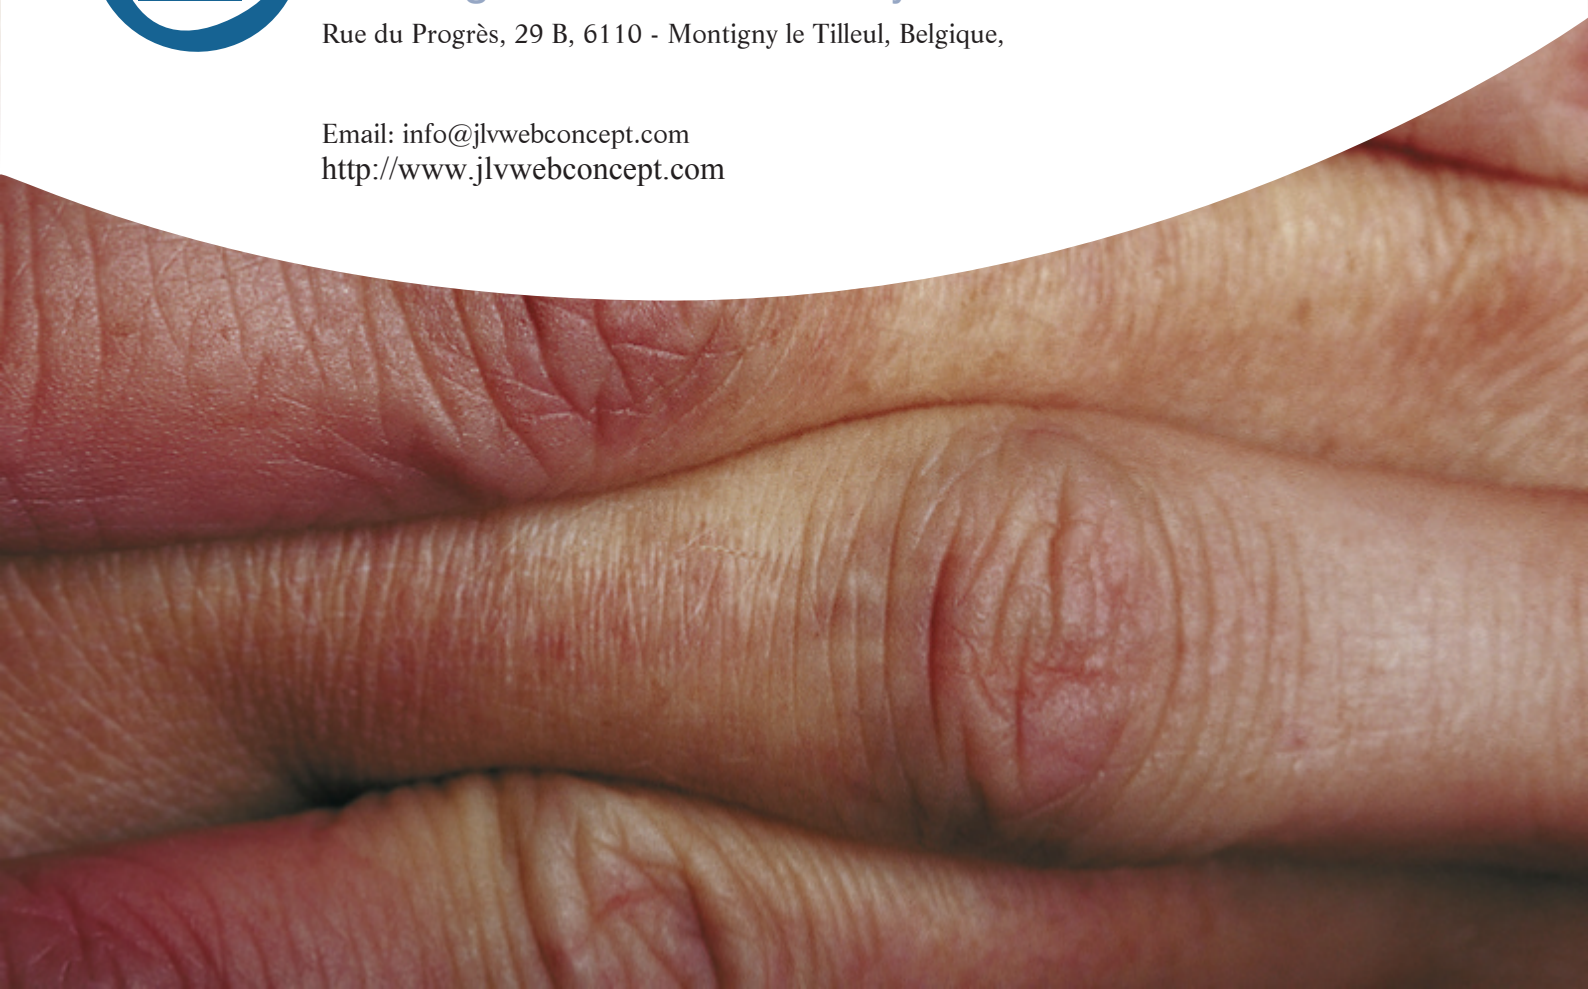 Rue du Progrès, 29 B, 6110 - Montigny le Tilleul, Belgique,
Email: info@jlvwebconcept.com
http://www.jlvwebconcept.com